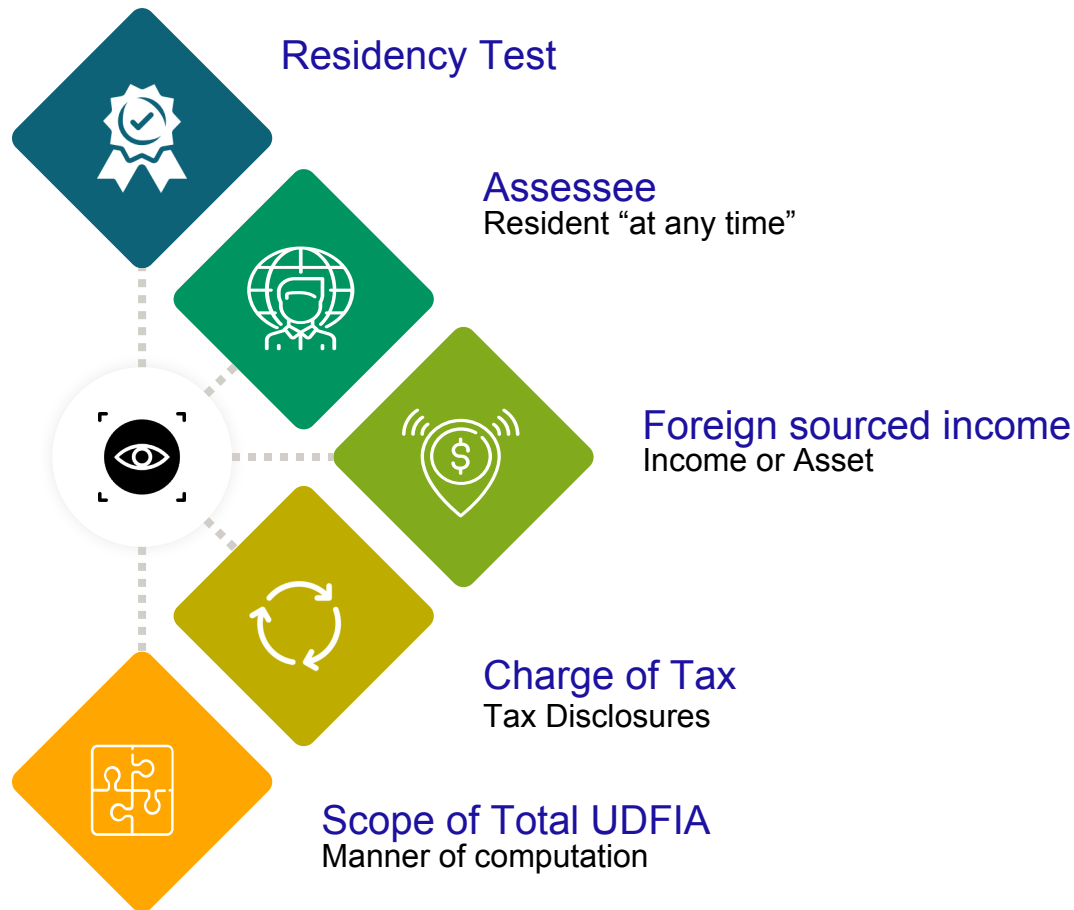 Residency Test
Assessee
Resident “at any time”
Foreign sourced income
Income or Asset
Charge of Tax
Tax Disclosures
Scope of Total UDFIA
Manner of computation
$